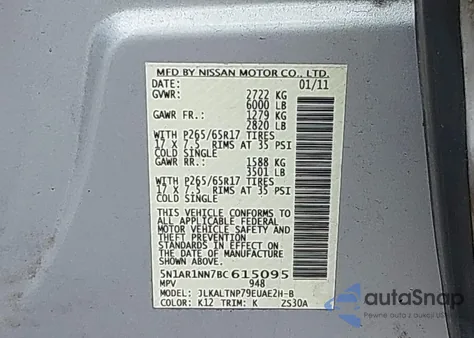 MFD BY NISSAN MOTOR CO., LTD.
DATE: 01/11
GVWR: 2722 KG
6000 LB
GAWR FR.: 1279 KG
2820 LB
WITH P265/65R17 TIRES
17 X 7.5 RIMS AT 35 PSI
COLD SINGLE
GAWR RR.: 1588 KG
3501 LB
WITH P265/65R17 TIRES
17 X 7.5 RIMS AT 35 PSI
COLD SINGLE
THIS VEHICLE CONFORMS TO
ALL APPLICABLE FEDERAL
MOTOR VEHICLE SAFETY AND
THEFT PREVENTION
STANDARDS IN EFFECT ON
THE DATE OF MANUFACTURE
SHOWN ABOVE.
5N1AR1NN7BC615095
MPV 948
MODEL: JLKALTNP79EUAE2H-B
COLOR: K12 TRIM: K ZS30A
autoSnap